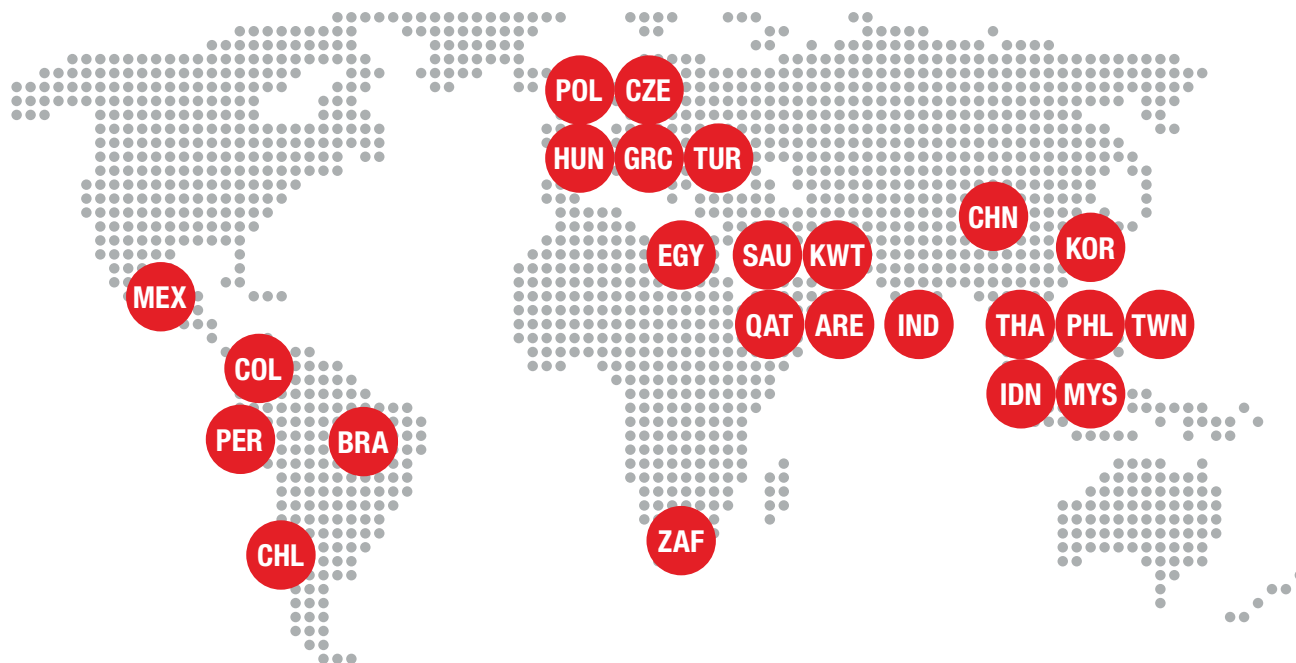 POL CZE
HUN GRC TUR
CHN
KOR
EGY SAU KWT
MEX
QAT ARE IND THA PHL TWN
COL
IDN MYS
PER BRA
ZAF
CHL